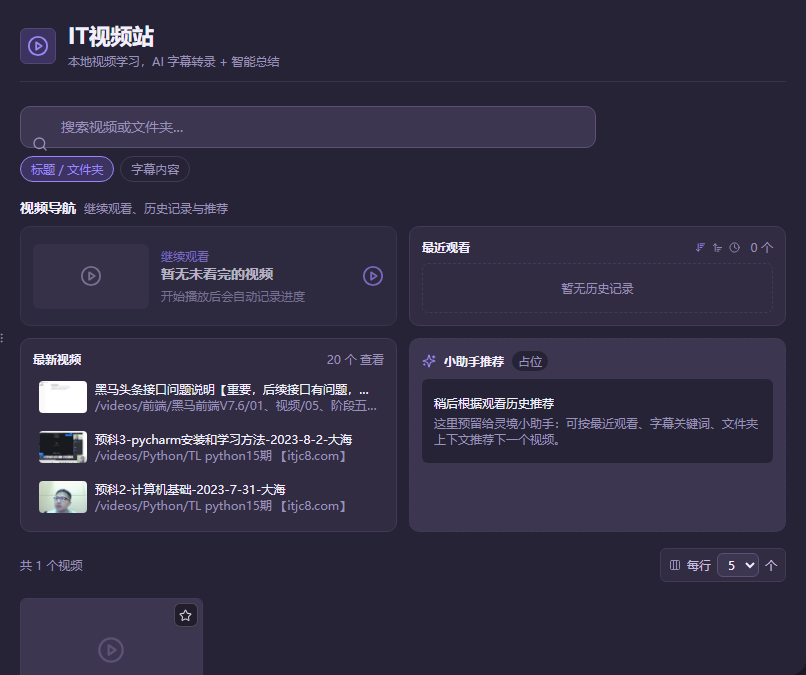 IT视频站
本地视频学习，AI 字幕转录 + 智能总结
搜索视频或文件夹...
标题 / 文件夹
字幕内容
视频导航 继续观看、历史记录与推荐
继续观看
暂无未看完的视频
开始播放后会自动记录进度
最近观看
0 个
暂无历史记录
最新视频
20 个 查看
黑马头条接口问题说明【重要，后续接口有问题，...
/videos/前端/黑马前端V7.6/01、视频/05、阶段五...
预科3-pycharm安装和学习方法-2023-8-2-大海
/videos/Python/TL python15期 【itjc8.com】
预科2-计算机基础-2023-7-31-大海
/videos/Python/TL python15期 【itjc8.com】
小助手推荐 占位
稍后根据观看历史推荐
这里预留给灵境小助手：可按最近观看、字幕关键词、文件夹
上下文推荐下一个视频。
共 1 个视频
每行 5 个